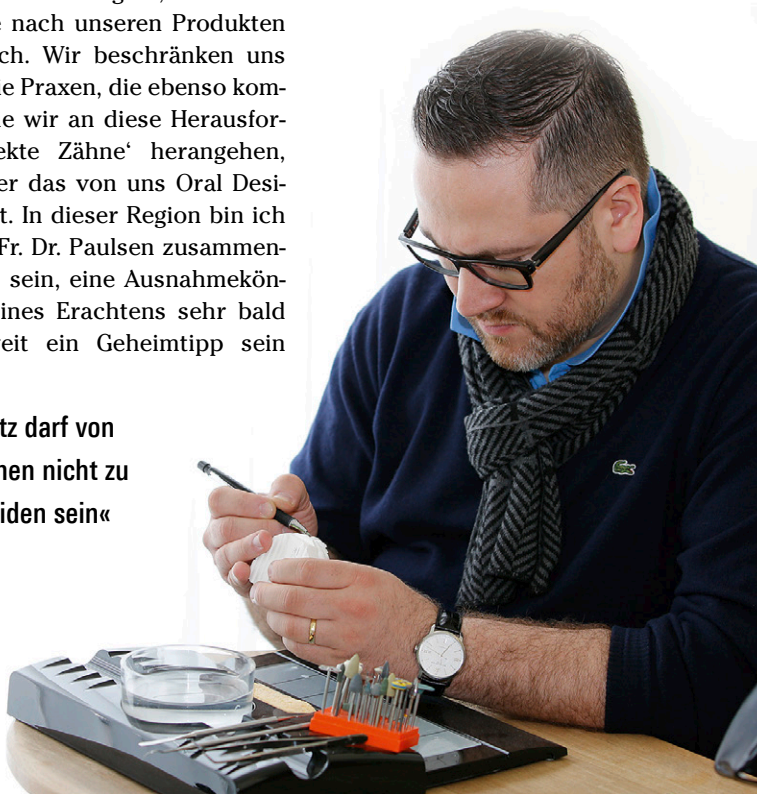 nach unseren Produkten
ch. Wir beschränken uns
e Praxen, die ebenso kom-
e wir an diese Herausfor-
ekte Zähne‘ herangehen,
er das von uns Oral Desi-
t. In dieser Region bin ich
Fr. Dr. Paulsen zusammen-
sein, eine Ausnahmekön-
ines Erachtens sehr bald
eit ein Geheimtipp sein
tz darf von
nen nicht zu
iden sein«